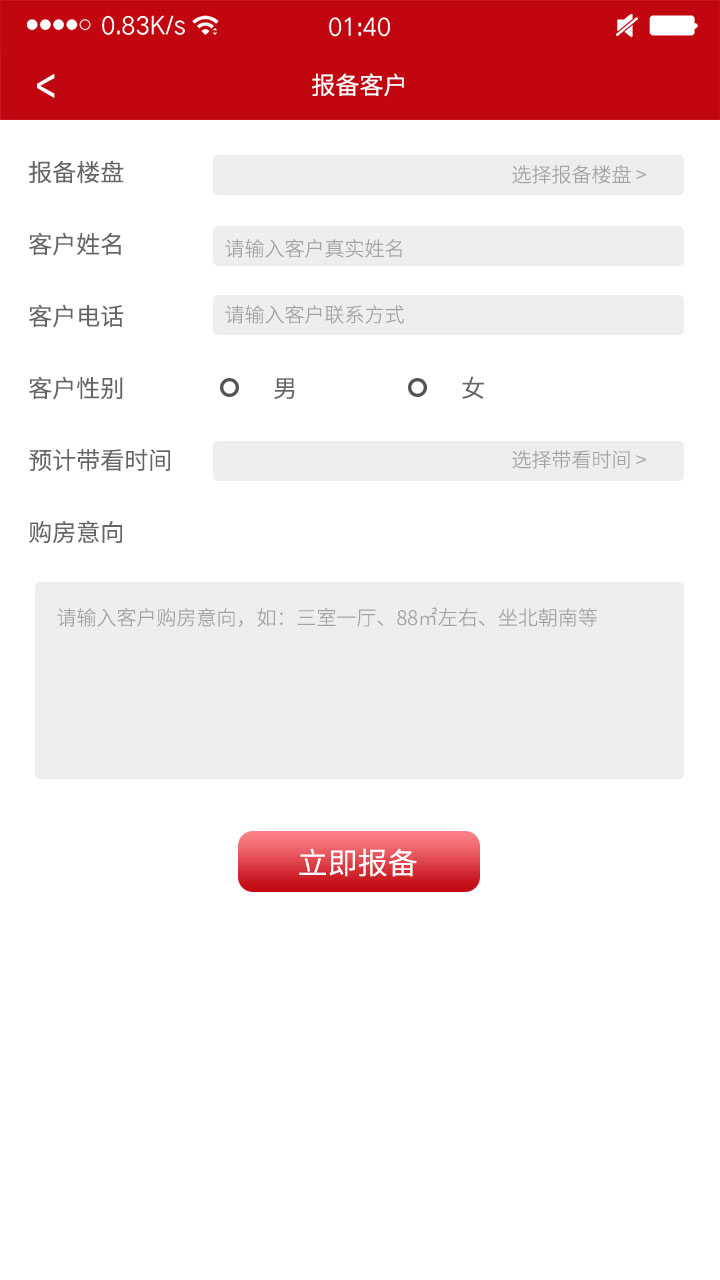 0.83K/s 01:40
< 报备客户
报备楼盘 选择报备楼盘 >
客户姓名 请输入客户真实姓名
客户电话 请输入客户联系方式
客户性别 男 女
预计带看时间 选择带看时间 >
购房意向
请输入客户购房意向，如：三室一厅、88㎡左右、坐北朝南等
立即报备